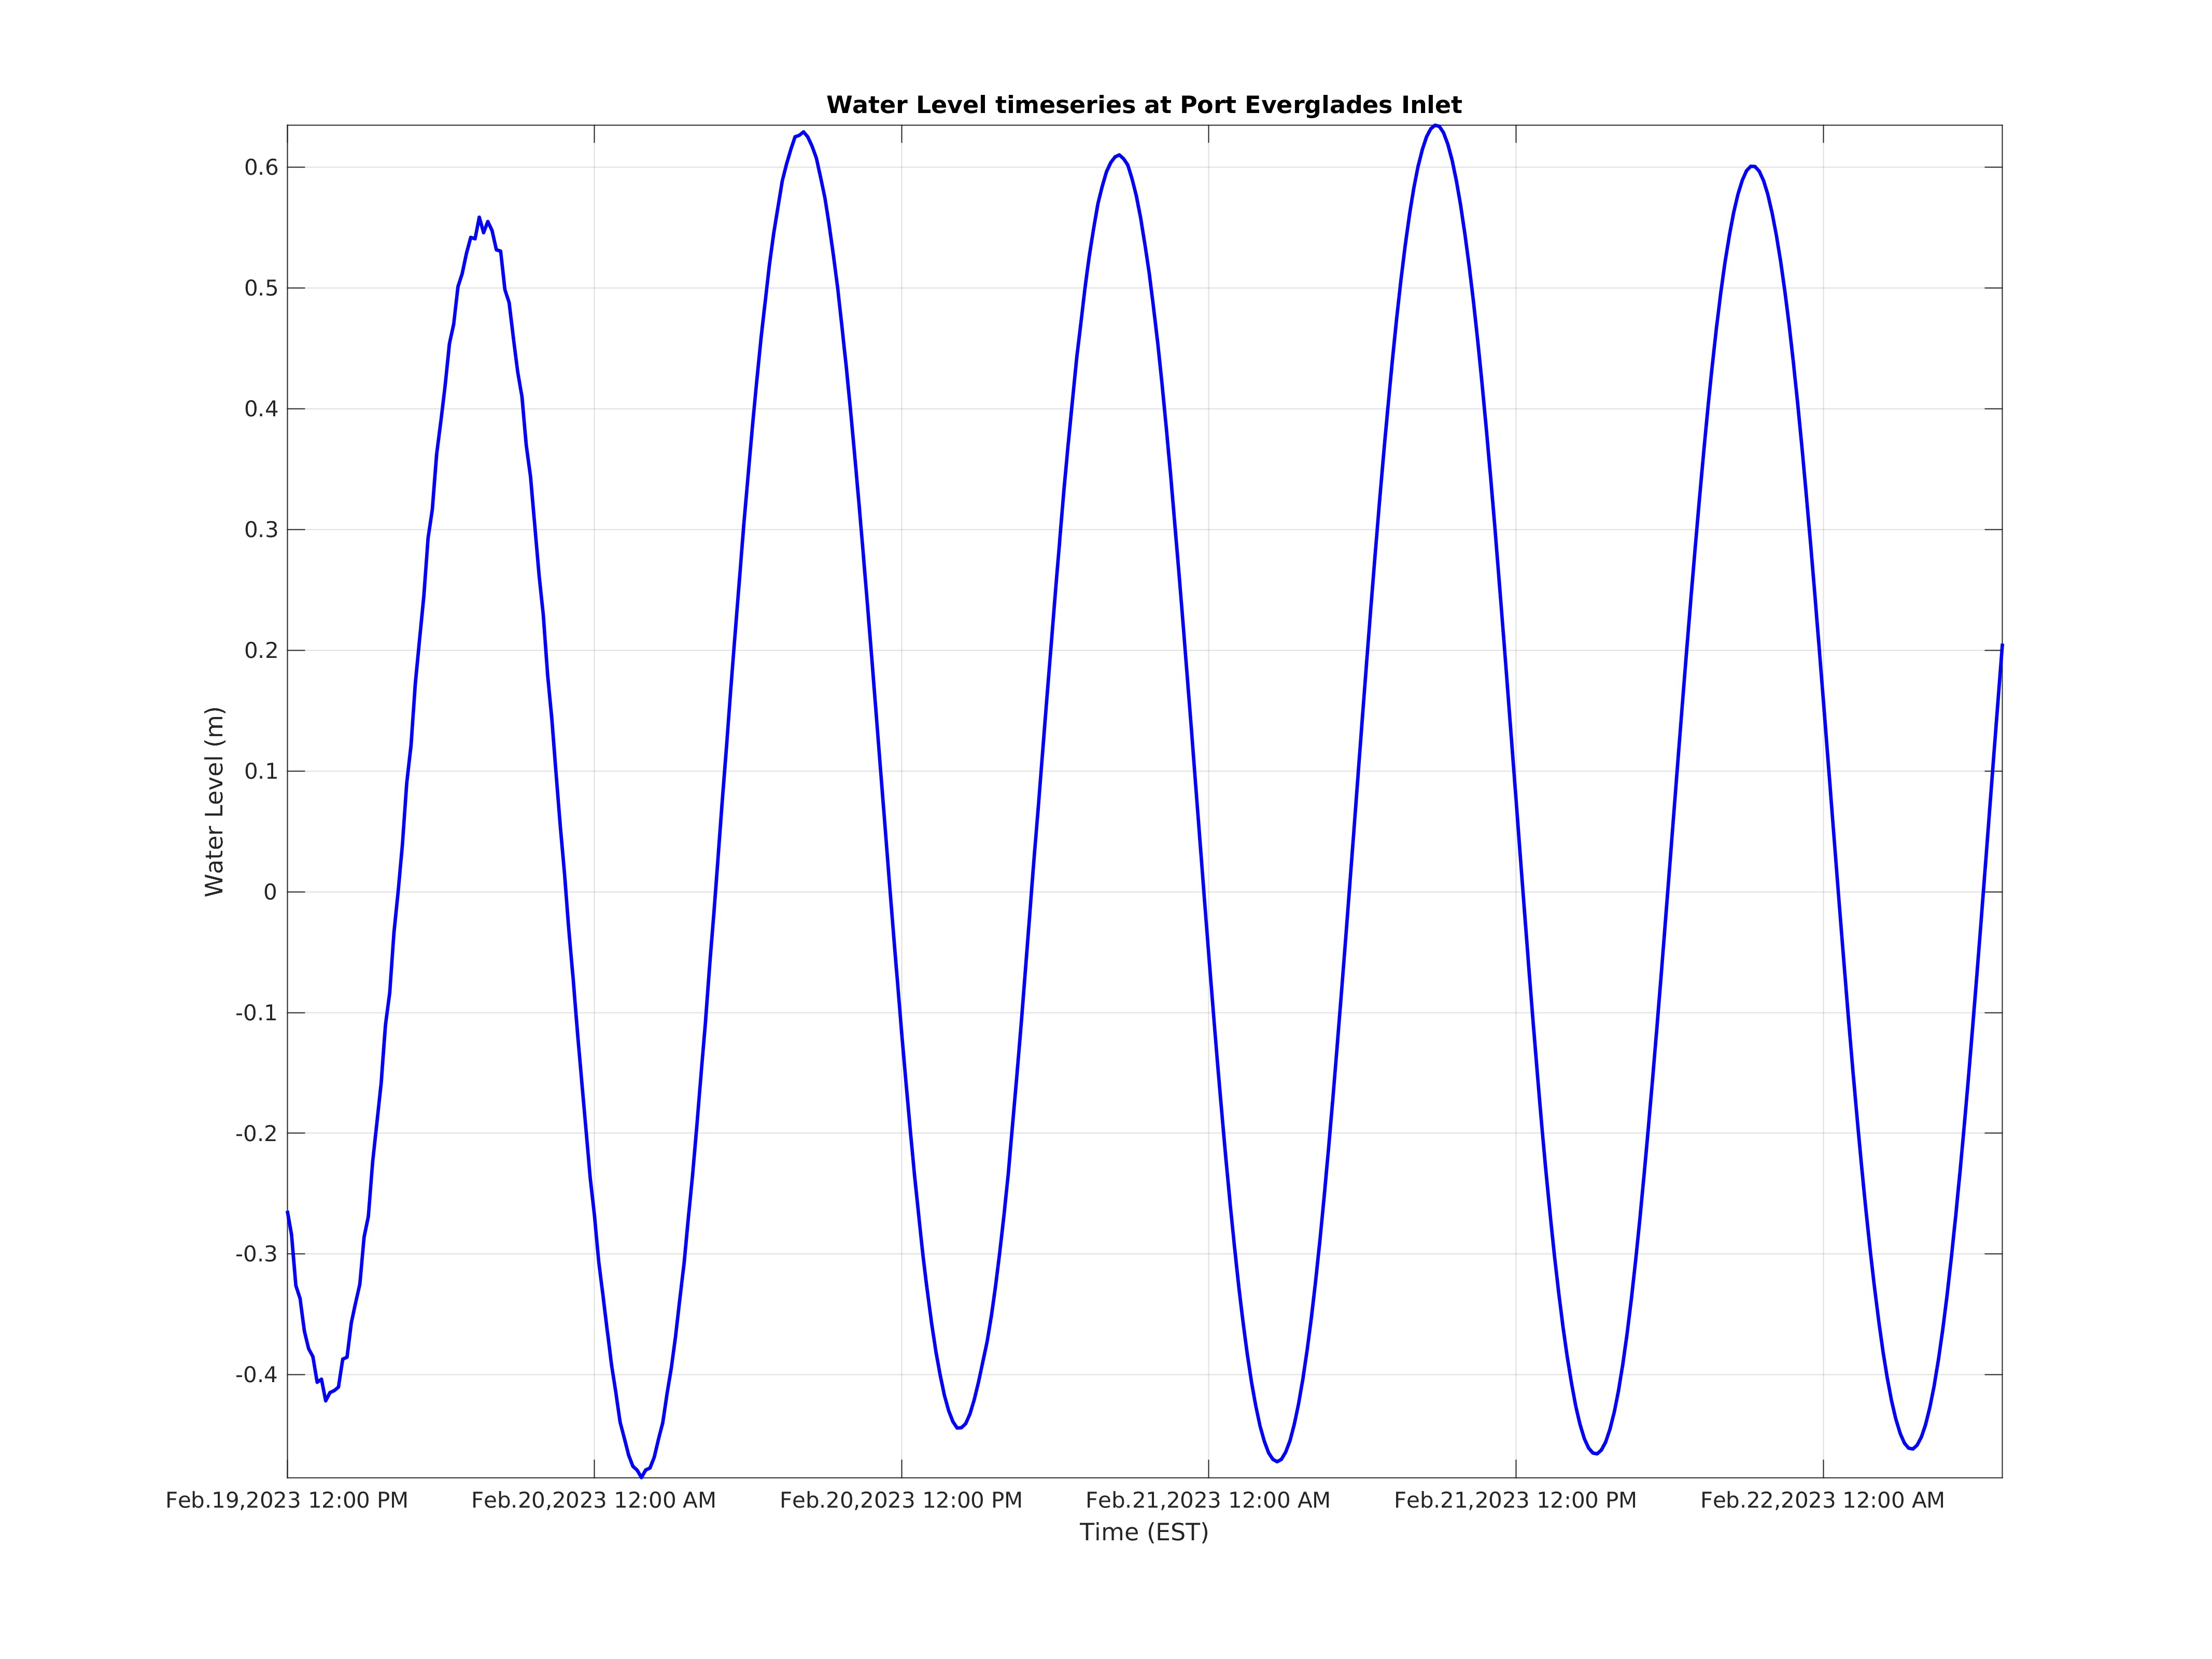 Water Level timeseries at Port Everglades Inlet
0.6
0.5
0.4
0.3
0.2
0.1
0
-0.1
-0.2
-0.3
-0.4
Water Level (m)
Feb.19,2023 12:00 PM Feb.20,2023 12:00 AM Feb.20,2023 12:00 PM Feb.21,2023 12:00 AM Feb.21,2023 12:00 PM Feb.22,2023 12:00 AM
Time (EST)